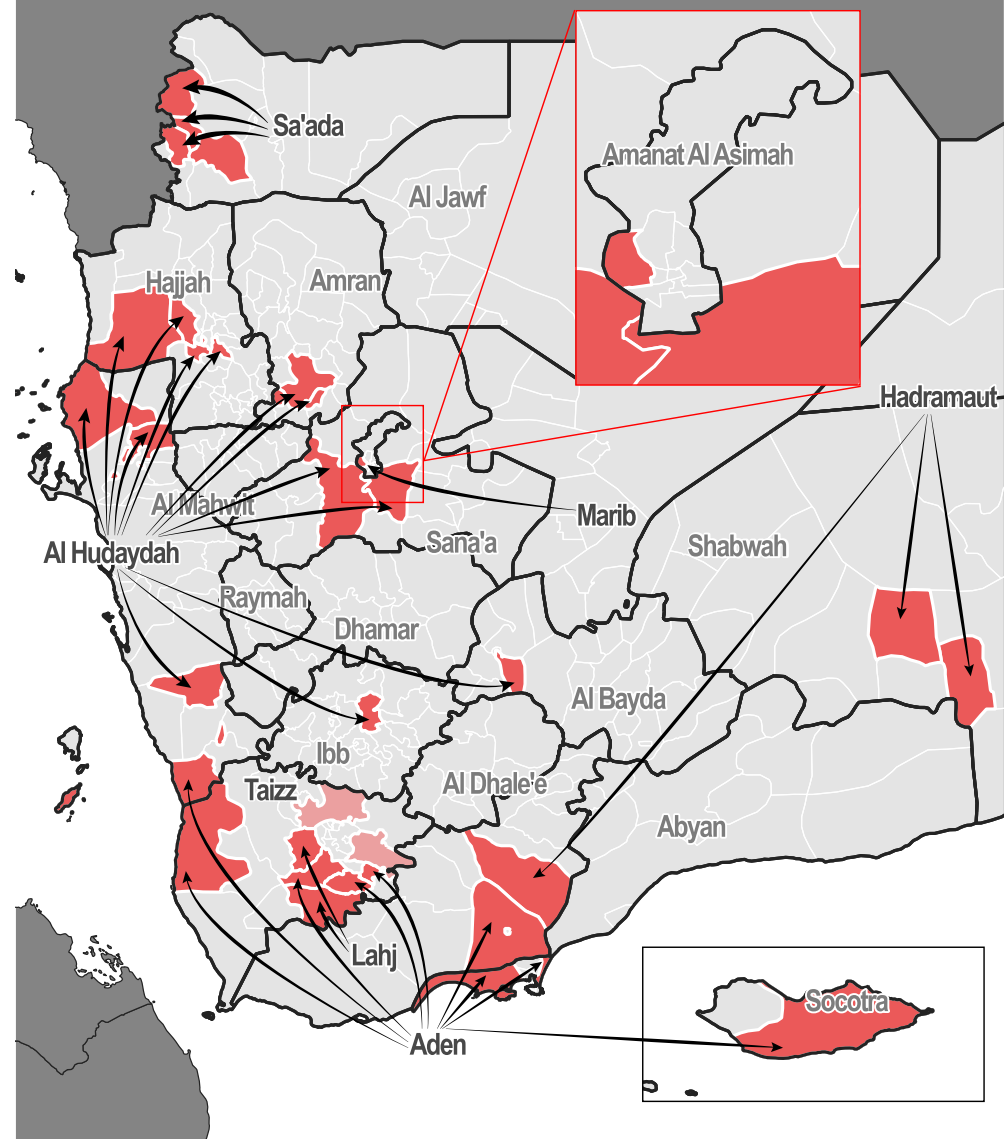 Sa'ada
Amanat Al Asimah
Al Jawf
Hajjah
Amran
Hadramaut
Al Mahwit
Marib
Sana'a
Shabwah
Al Hudaydah
Raymah
Dhamar
Al Bayda
Ibb
Al Dhale'e
Taizz
Abyan
Lahj
Socotra
Aden